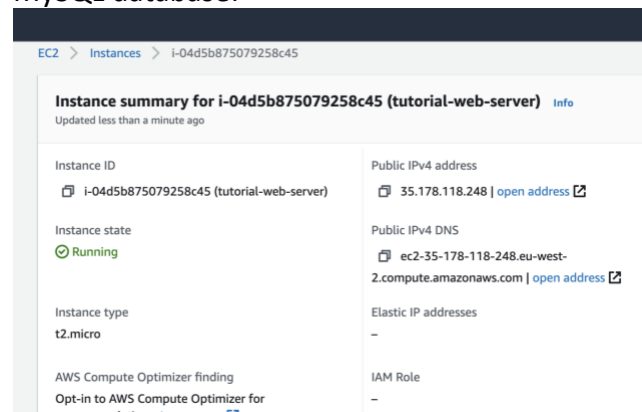 MySQL database.
EC2 > Instances > i-04d5b875079258c45
Instance summary for i-04d5b875079258c45 (tutorial-web-server) Info
Updated less than a minute ago
Instance ID
i-04d5b875079258c45 (tutorial-web-server)
Public IPv4 address
35.178.118.248 | open address
Instance state
Running
Public IPv4 DNS
ec2-35-178-118-248.eu-west-
2.compute.amazonaws.com | open address
Instance type
t2.micro
Elastic IP addresses
–
AWS Compute Optimizer finding
Opt-in to AWS Compute Optimizer for
IAM Role
–